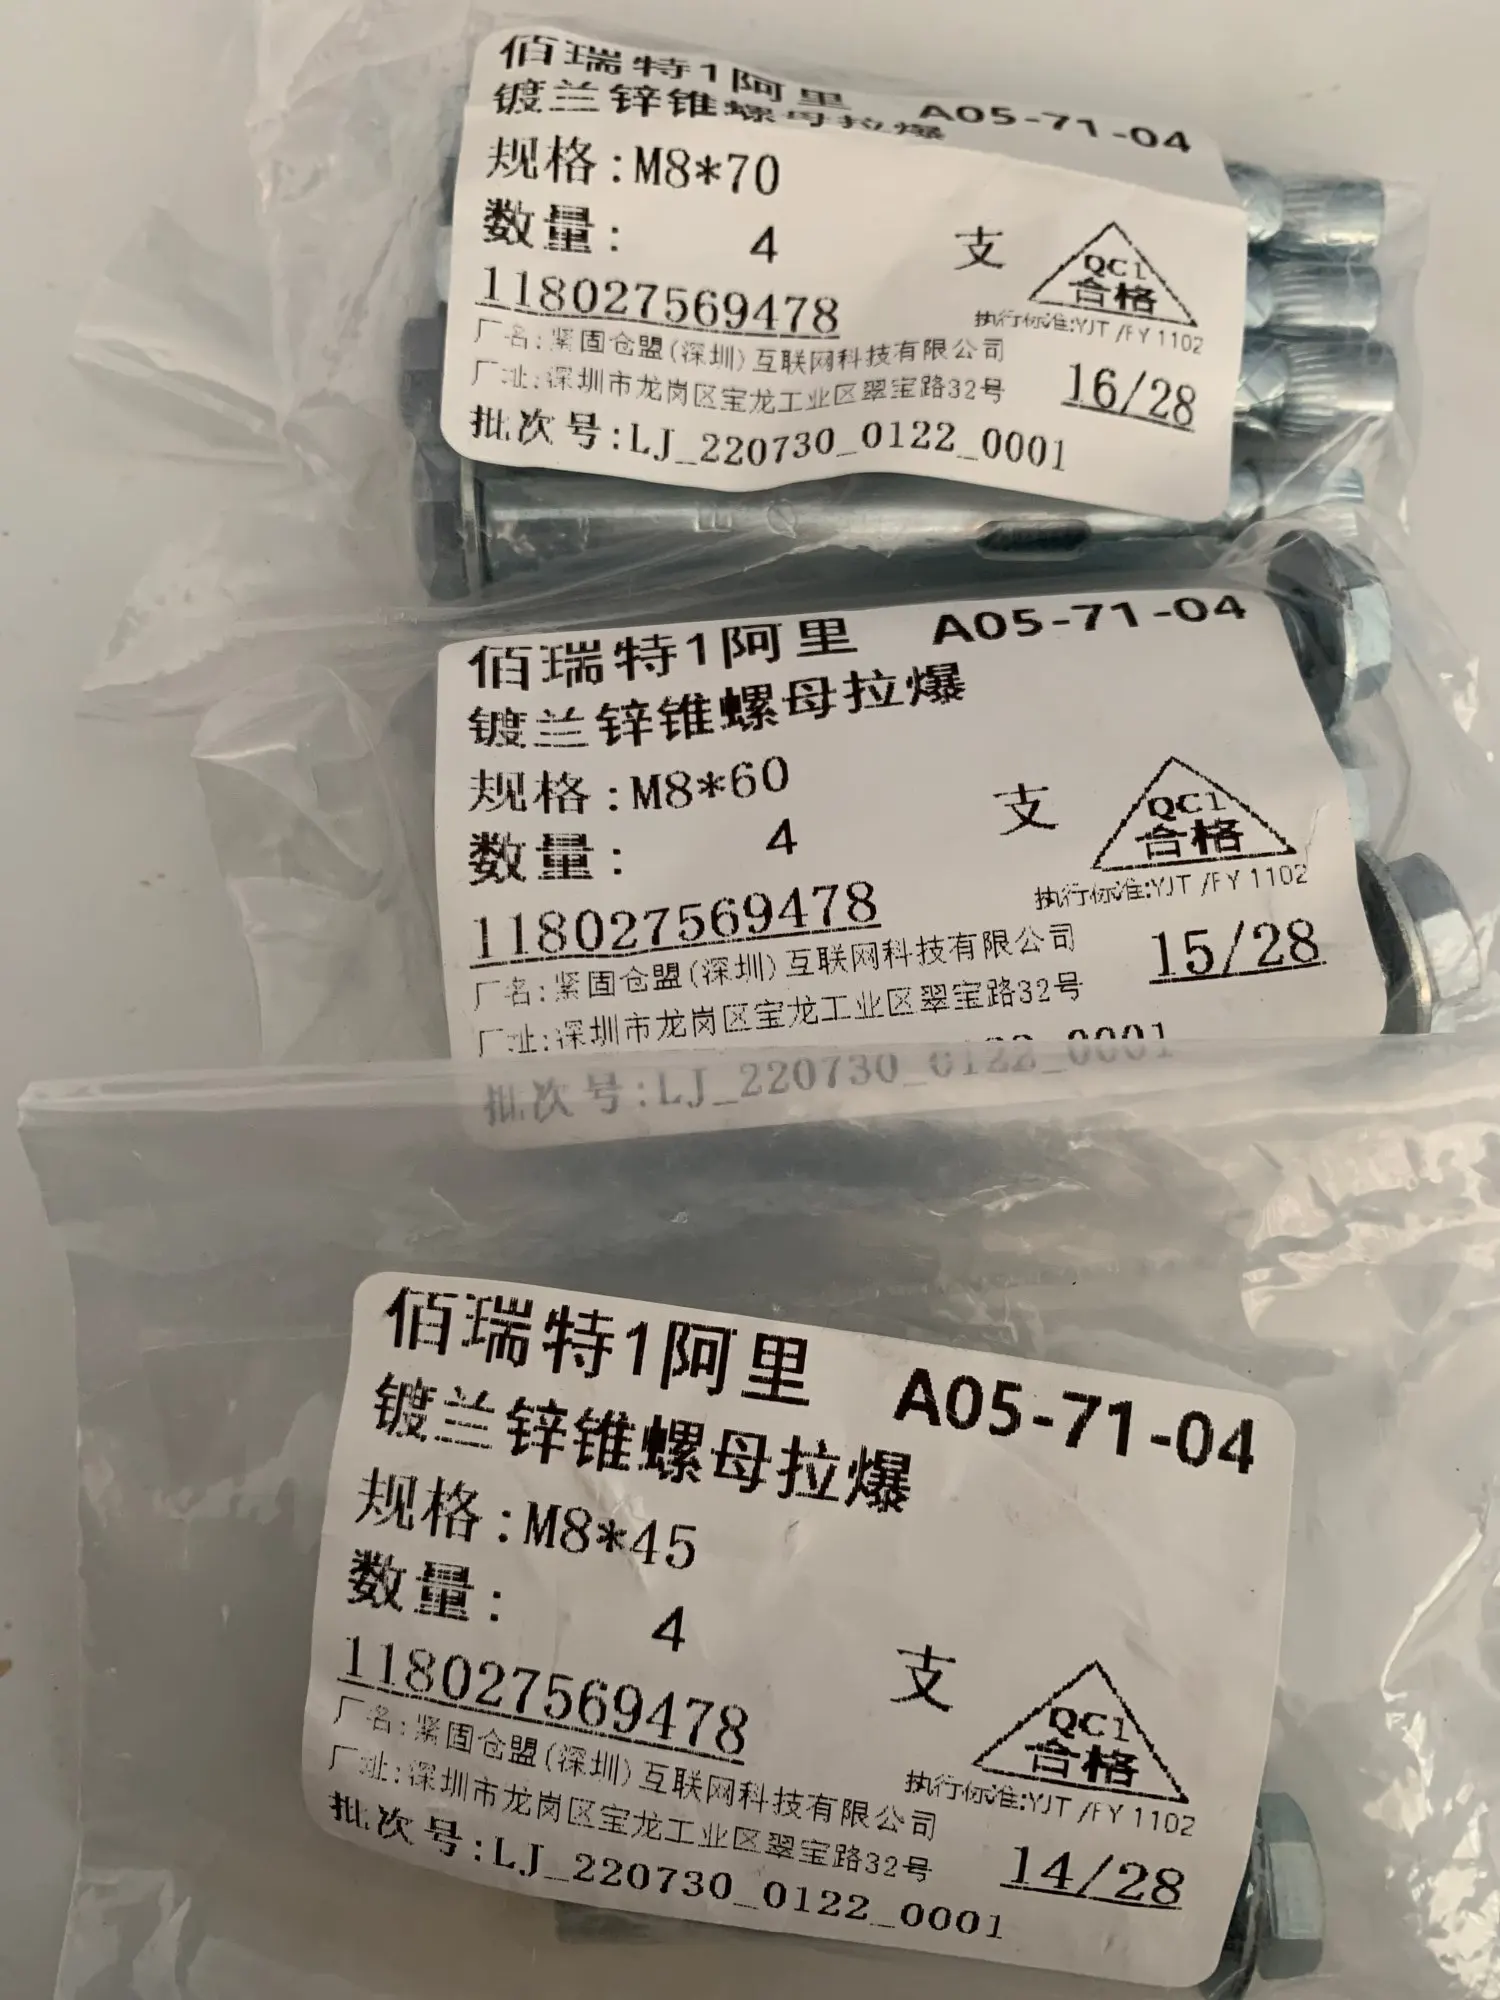 佰瑞特1阿里 A05-71-04
镀兰锌锥螺母拉爆
规格:M8*70
数量: 4 支
QC1
合格
118027569478
执行标准:YJT /FY 1102
厂名:紧固仓盟(深圳)互联网科技有限公司
厂址:深圳市龙岗区宝龙工业区翠宝路32号
16/28
批次号:LJ_220730_0122_0001
佰瑞特1阿里 A05-71-04
镀兰锌锥螺母拉爆
规格:M8*60
数量: 4 支
QC1
合格
118027569478
执行标准:YJT /FY 1102
厂名:紧固仓盟(深圳)互联网科技有限公司
厂址:深圳市龙岗区宝龙工业区翠宝路32号
15/28
批次号:LJ_220730_0122_0001
佰瑞特1阿里 A05-71-04
镀兰锌锥螺母拉爆
规格:M8*45
数量: 4 支
QC1
合格
118027569478
执行标准:YJT /FY 1102
厂名:紧固仓盟(深圳)互联网科技有限公司
厂址:深圳市龙岗区宝龙工业区翠宝路32号
14/28
批次号:LJ_220730_0122_0001